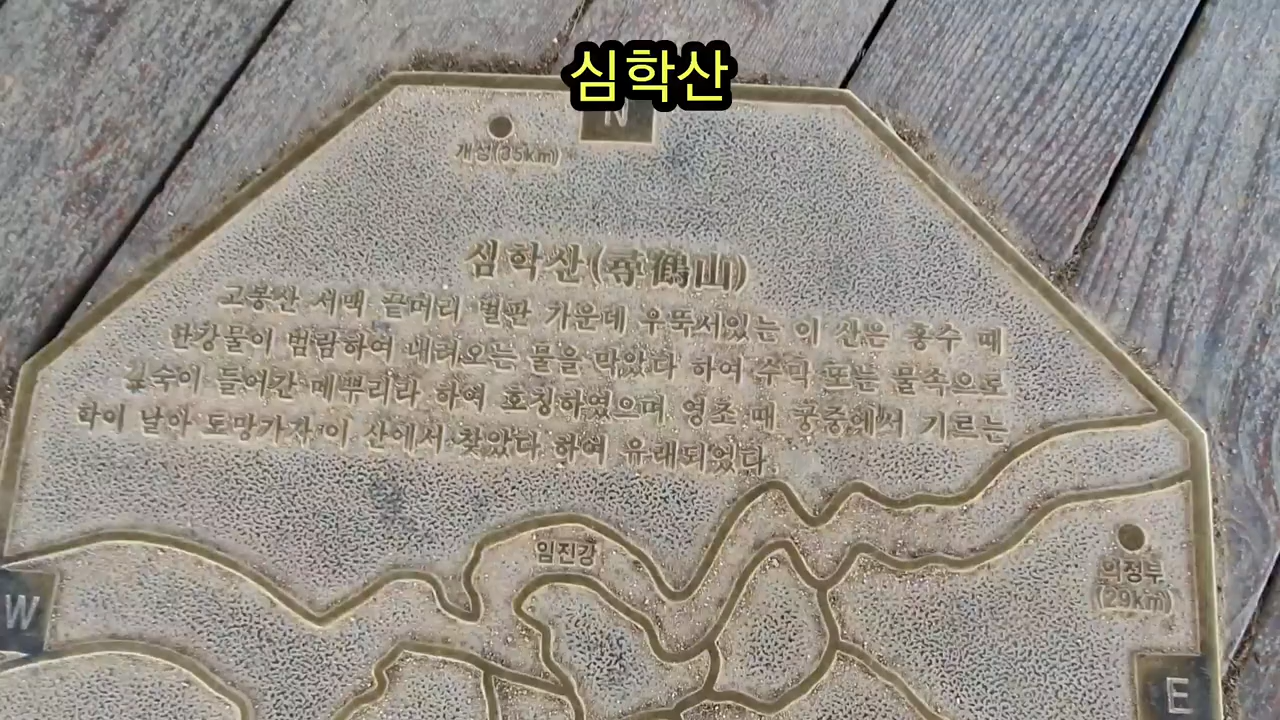 심학산
N
개성(35km)
심학산(尋鶴山)
고봉산 서맥 끝머리 벌판 가운데 우뚝서있는 이 산은 홍수 때
한강물이 범람하여 내려오는 물을 막았다 하여 수막 또는 물속으로
깊숙이 들어간 메뿌리라 하여 호칭하였으며 영조 때 궁중에서 기르는
학이 날아 도망가자 이 산에서 찾았다 하여 유래되었다
임진강
의정부
(29km)
W
E